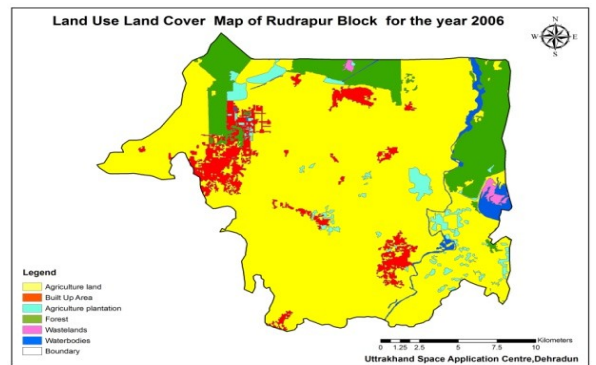 Land Use Land Cover Map of Rudrapur Block for the year 2006
N
W E
S
Legend
Agriculture land
Built Up Area
Agriculture plantation
Forest
Wastelands
Waterbodies
Boundary
Kilometers
0 1.25 2.5 5 7.5 10
Uttrakhand Space Application Centre,Dehradun